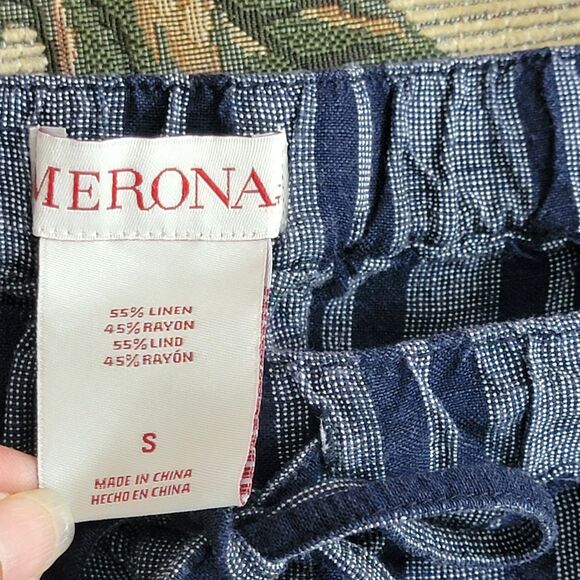 MERONA
55% LINEN
45% RAYON
55% LINO
45% RAYÓN
S
MADE IN CHINA
HECHO EN CHINA